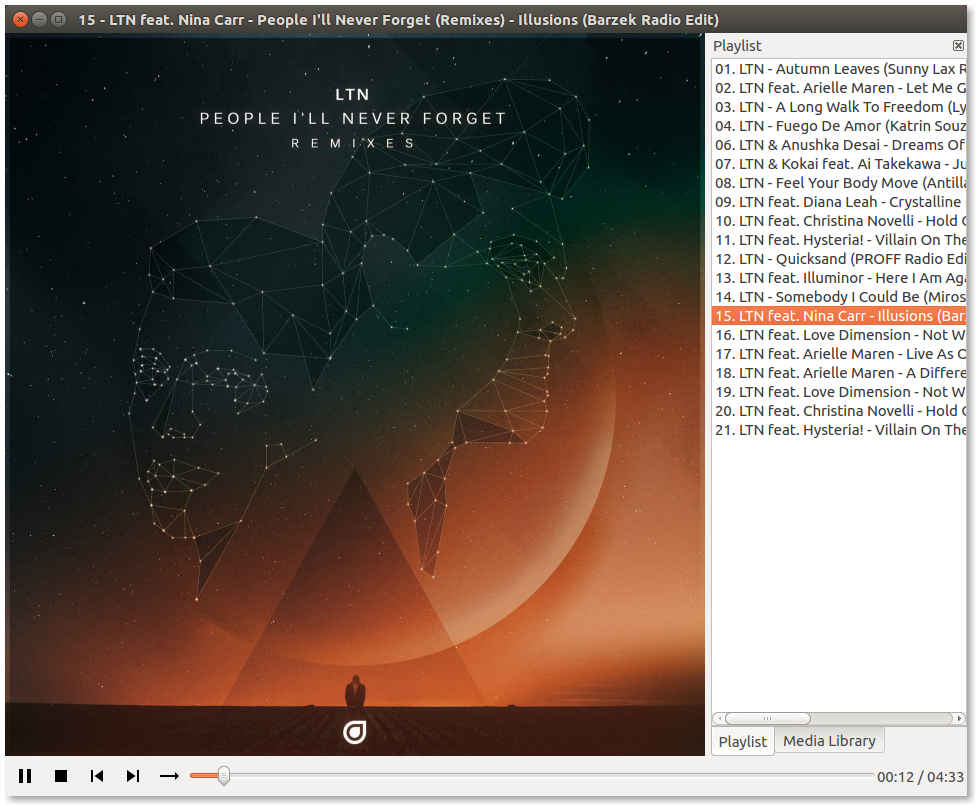 15 - LTN feat. Nina Carr - People I'll Never Forget (Remixes) - Illusions (Barzek Radio Edit)
LTN
PEOPLE I'LL NEVER FORGET
REMIXES
Playlist
01. LTN - Autumn Leaves (Sunny Lax R
02. LTN feat. Arielle Maren - Let Me G
03. LTN - A Long Walk To Freedom (Ly
04. LTN - Fuego De Amor (Katrin Souz
06. LTN & Anushka Desai - Dreams Of
07. LTN & Kokai feat. Ai Takekawa - Ju
08. LTN - Feel Your Body Move (Antilla
09. LTN feat. Diana Leah - Crystalline
10. LTN feat. Christina Novelli - Hold O
11. LTN feat. Hysteria! - Villain On The
12. LTN - Quicksand (PROFF Radio Edi
13. LTN feat. Illuminor - Here I Am Aga
14. LTN - Somebody I Could Be (Miros
15. LTN feat. Nina Carr - Illusions (Barz
16. LTN feat. Love Dimension - Not W
17. LTN feat. Arielle Maren - Live As O
18. LTN feat. Arielle Maren - A Differe
19. LTN feat. Love Dimension - Not W
20. LTN feat. Christina Novelli - Hold O
21. LTN feat. Hysteria! - Villain On The
Playlist
Media Library
00:12 / 04:33